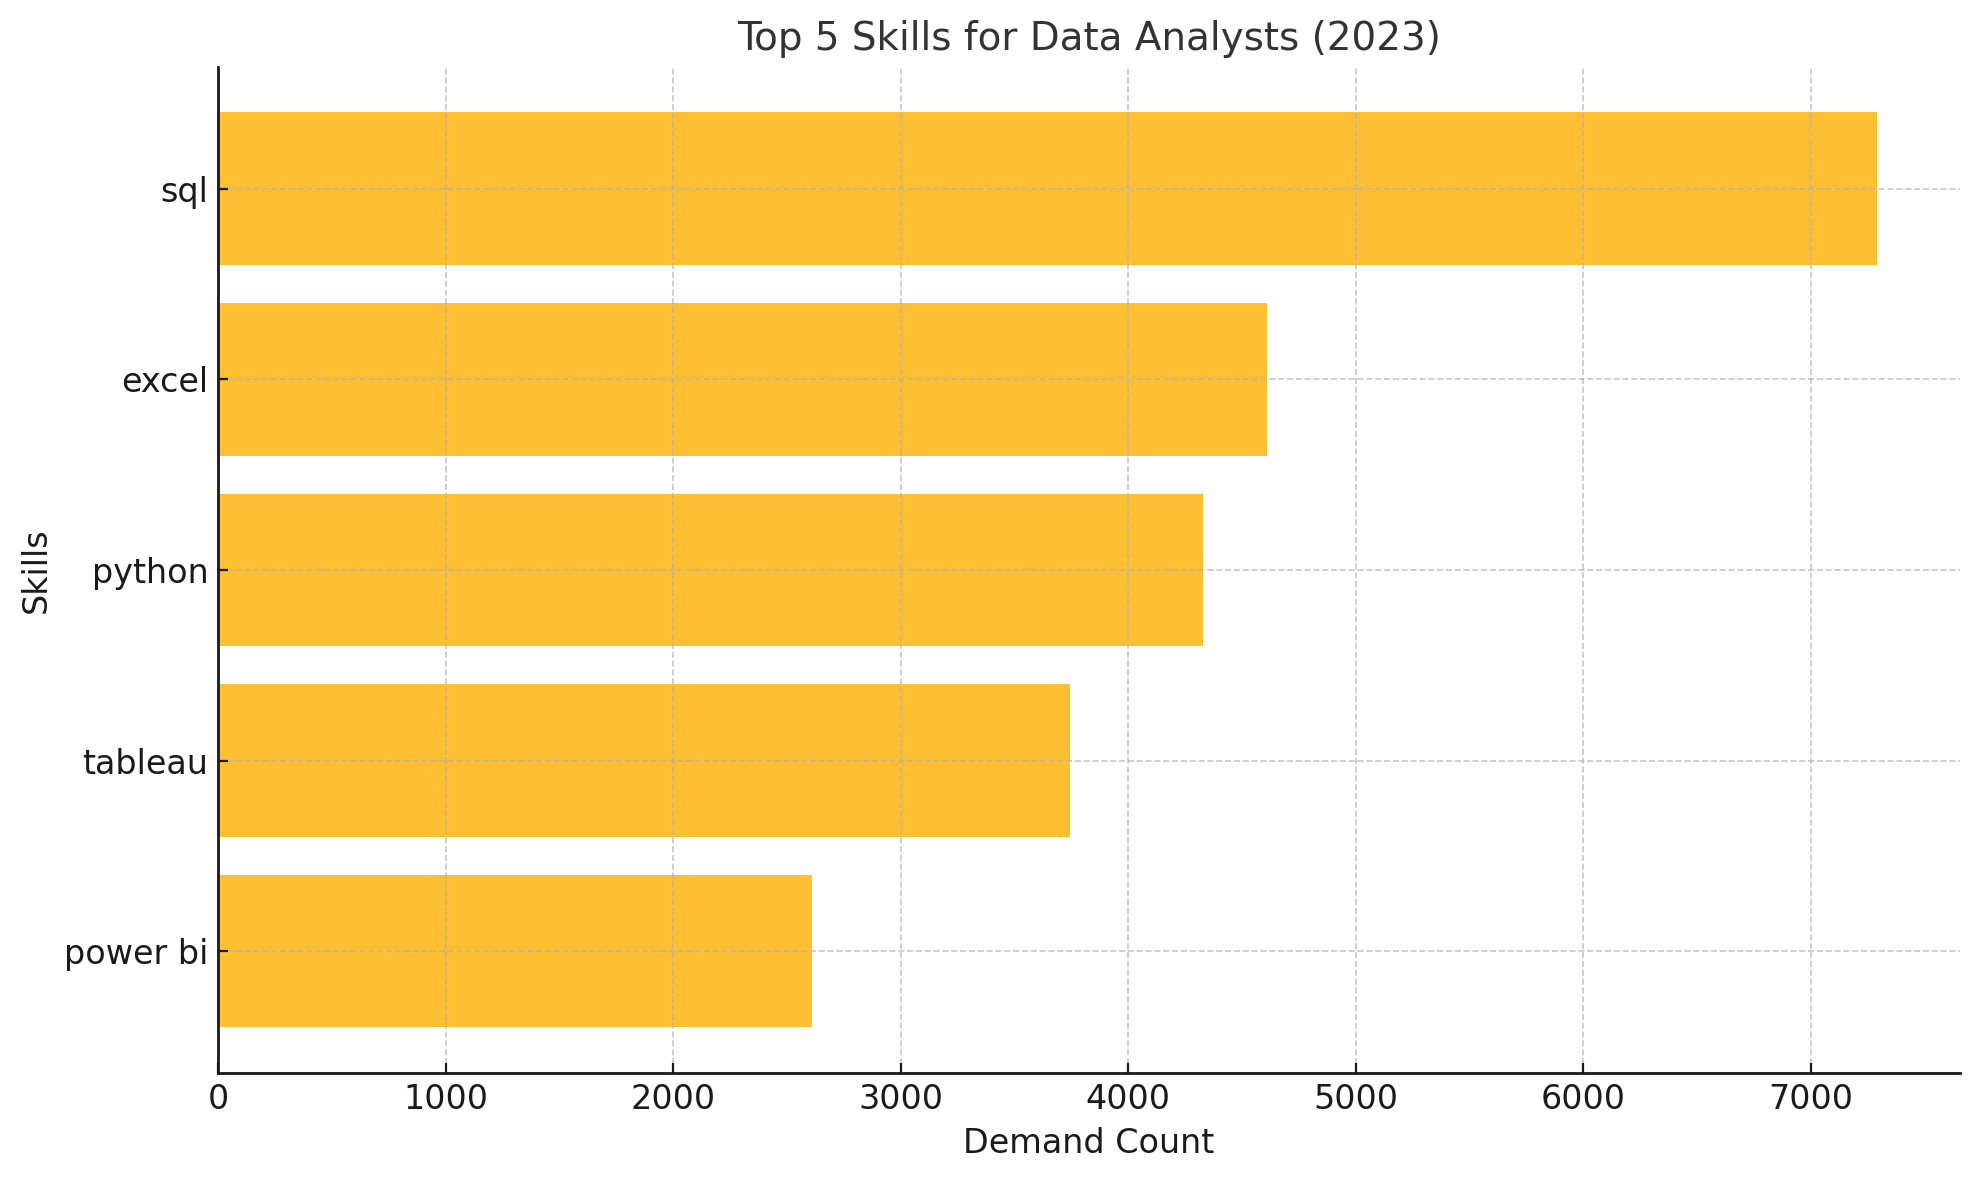 Top 5 Skills for Data Analysts (2023)
sql
excel
python
tableau
power bi
Skills
0 1000 2000 3000 4000 5000 6000 7000
Demand Count